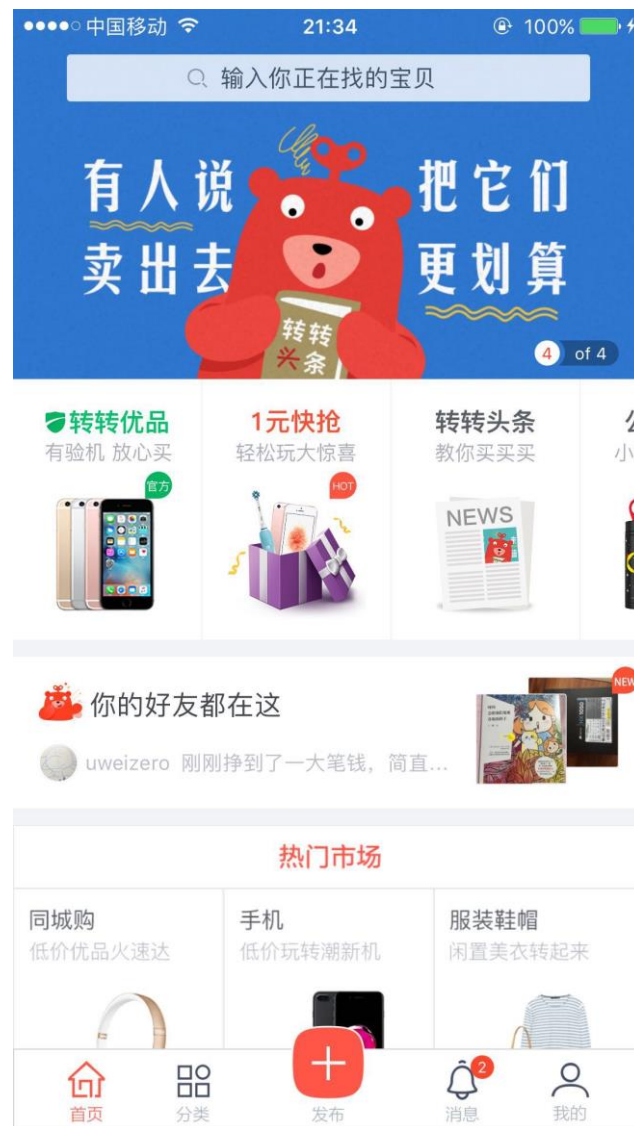 中国移动 21:34 100%
输入你正在找的宝贝
有人说 把它们
卖出去 更划算
转转
头条
4 of 4
转转优品 1元快抢 转转头条
有验机 放心买 轻松玩大惊喜 教你买买买 小
官方 HOT
NEWS
NEW
你的好友都在这
uweizero 刚刚挣到了一大笔钱，简直...
热门市场
同城购 手机 服装鞋帽
低价优品火速达 低价玩转潮新机 闲置美衣转起来
2
首页 分类 发布 消息 我的